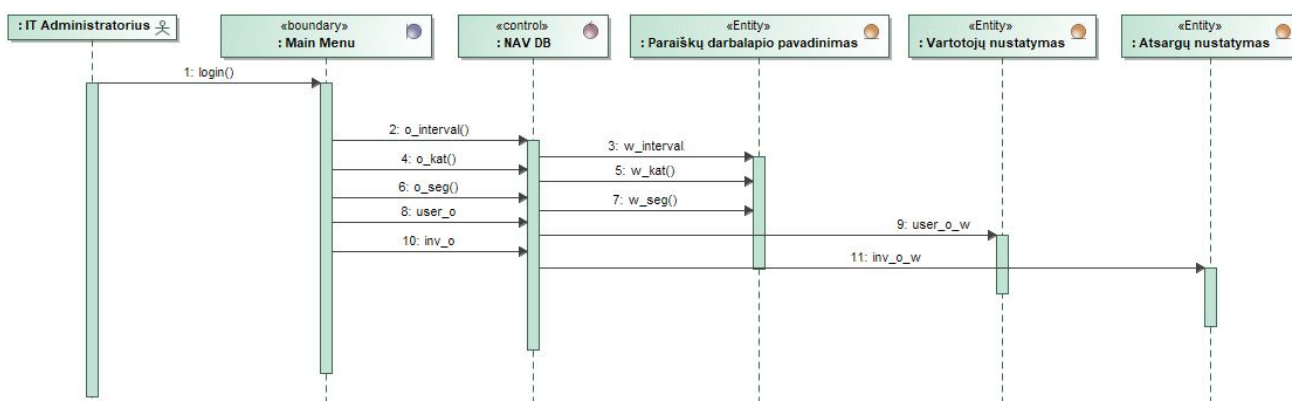 : IT Administratorius
«boundary»
: Main Menu
«control»
: NAV DB
«Entity»
: Paraiškų darbalapio pavadinimas
«Entity»
: Vartotojų nustatymas
«Entity»
: Atsargų nustatymas
1: login()
2: o_interval()
3: w_interval
4: o_kat()
5: w_kat()
6: o_seg()
7: w_seg()
8: user_o
9: user_o_w
10: inv_o
11: inv_o_w